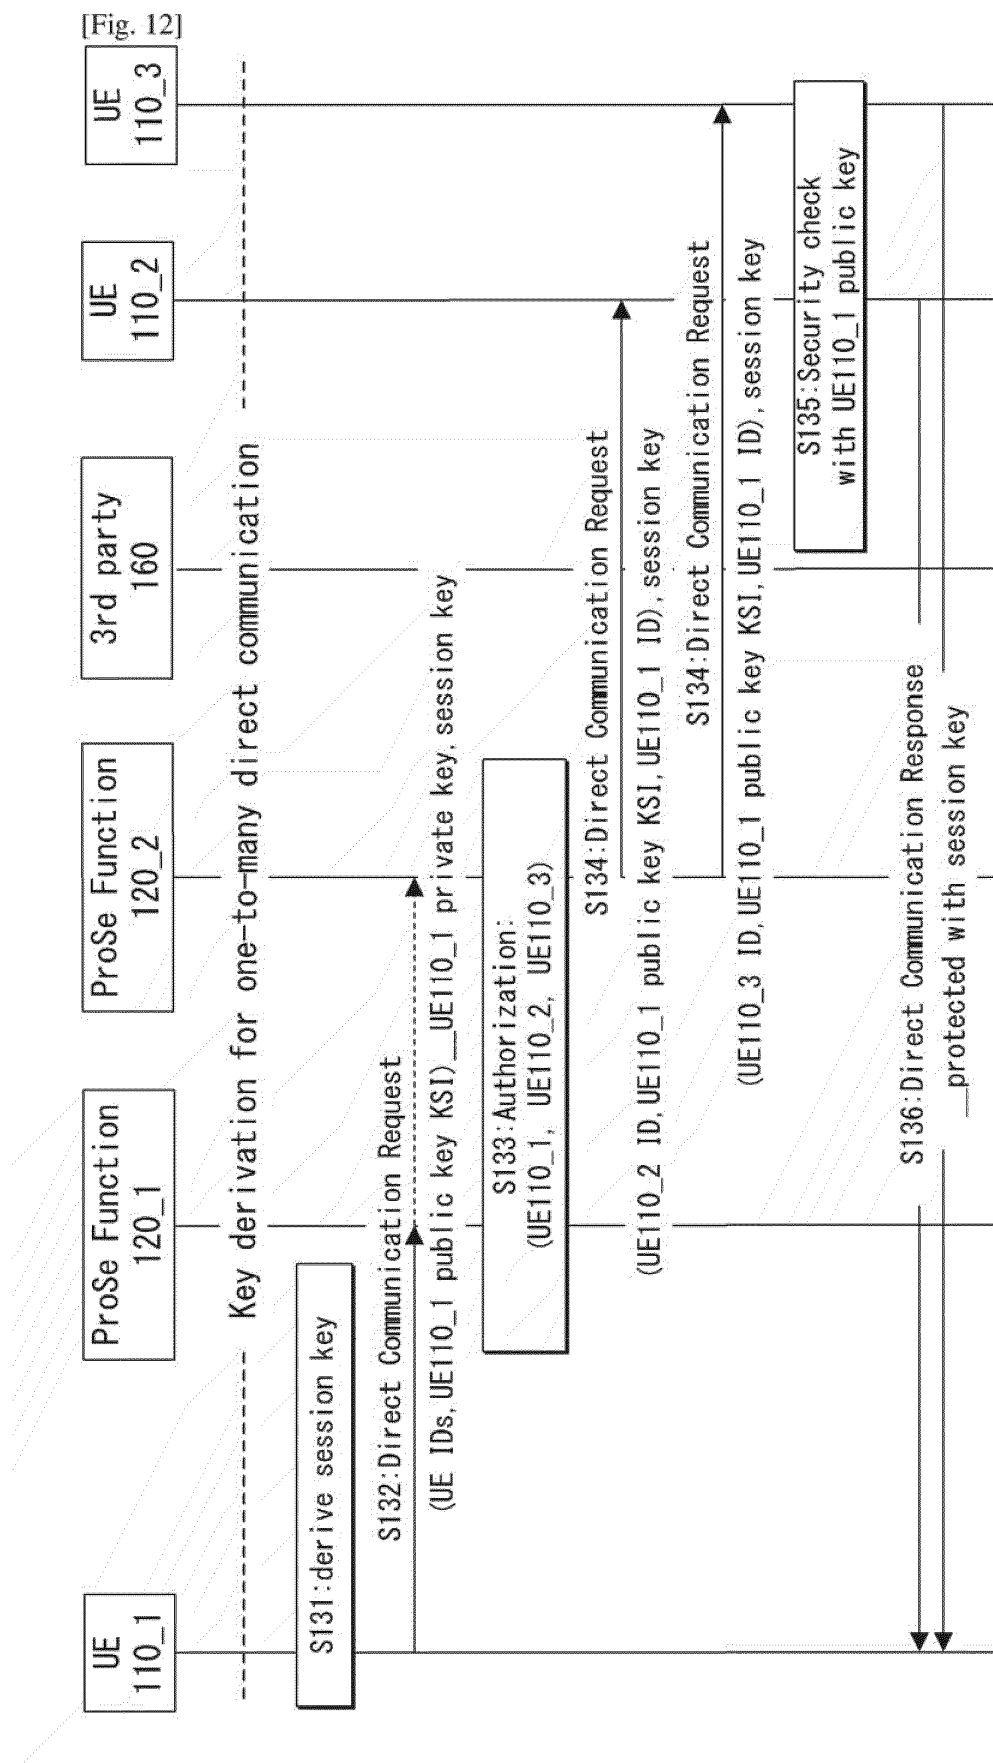 [Fig. 12]
UE
110_1
ProSe Function
120_1
ProSe Function
120_2
3rd party
160
UE
110_2
UE
110_3
Key derivation for one-to-many direct communication
S131:derive session key
S132:Direct Communication Request
(UE IDs,UE110_1 public key KSI)__UE110_1 private key,session key
S133:Authorization:
(UE110_1, UE110_2, UE110_3)
S134:Direct Communication Request
(UE110_2 ID,UE110_1 public key KSI,UE110_1 ID),session key
S134:Direct Communication Request
(UE110_3 ID,UE110_1 public key KSI,UE110_1 ID),session key
S135:Security check
with UE110_1 public key
S136:Direct Communication Response
_protected with session key